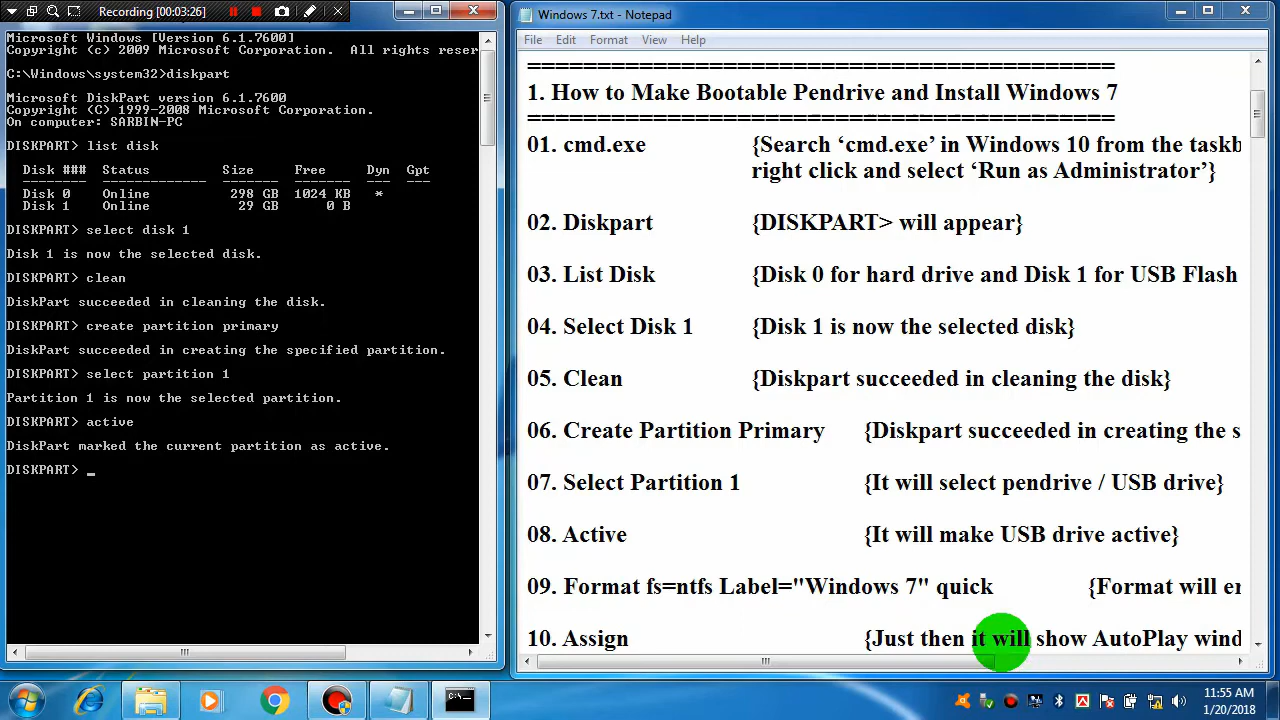 Recording [00:03:26]
Microsoft Windows [Version 6.1.7600]
Copyright (c) 2009 Microsoft Corporation.  All rights reser
C:\Windows\system32>diskpart
Microsoft DiskPart version 6.1.7600
Copyright (C) 1999-2008 Microsoft Corporation.
On computer: SARBIN-PC
DISKPART> list disk
Disk ###  Status  Size  Free  Dyn  Gpt
Disk 0  Online  298 GB  1024 KB  *
Disk 1  Online  29 GB  0 B
DISKPART> select disk 1
Disk 1 is now the selected disk.
DISKPART> clean
DiskPart succeeded in cleaning the disk.
DISKPART> create partition primary
DiskPart succeeded in creating the specified partition.
DISKPART> select partition 1
Partition 1 is now the selected partition.
DISKPART> active
DiskPart marked the current partition as active.
DISKPART> _
Windows 7.txt - Notepad
File  Edit  Format  View  Help
===============================================
1. How to Make Bootable Pendrive and Install Windows 7
===============================================
01. cmd.exe  {Search ‘cmd.exe’ in Windows 10 from the taskb
right click and select ‘Run as Administrator’}
02. Diskpart  {DISKPART> will appear}
03. List Disk  {Disk 0 for hard drive and Disk 1 for USB Flash
04. Select Disk 1  {Disk 1 is now the selected disk}
05. Clean  {Diskpart succeeded in cleaning the disk}
06. Create Partition Primary  {Diskpart succeeded in creating the s
07. Select Partition 1  {It will select pendrive / USB drive}
08. Active  {It will make USB drive active}
09. Format fs=ntfs Label="Windows 7" quick  {Format will er
10. Assign  {Just then it will show AutoPlay wind
11:55 AM
1/20/2018